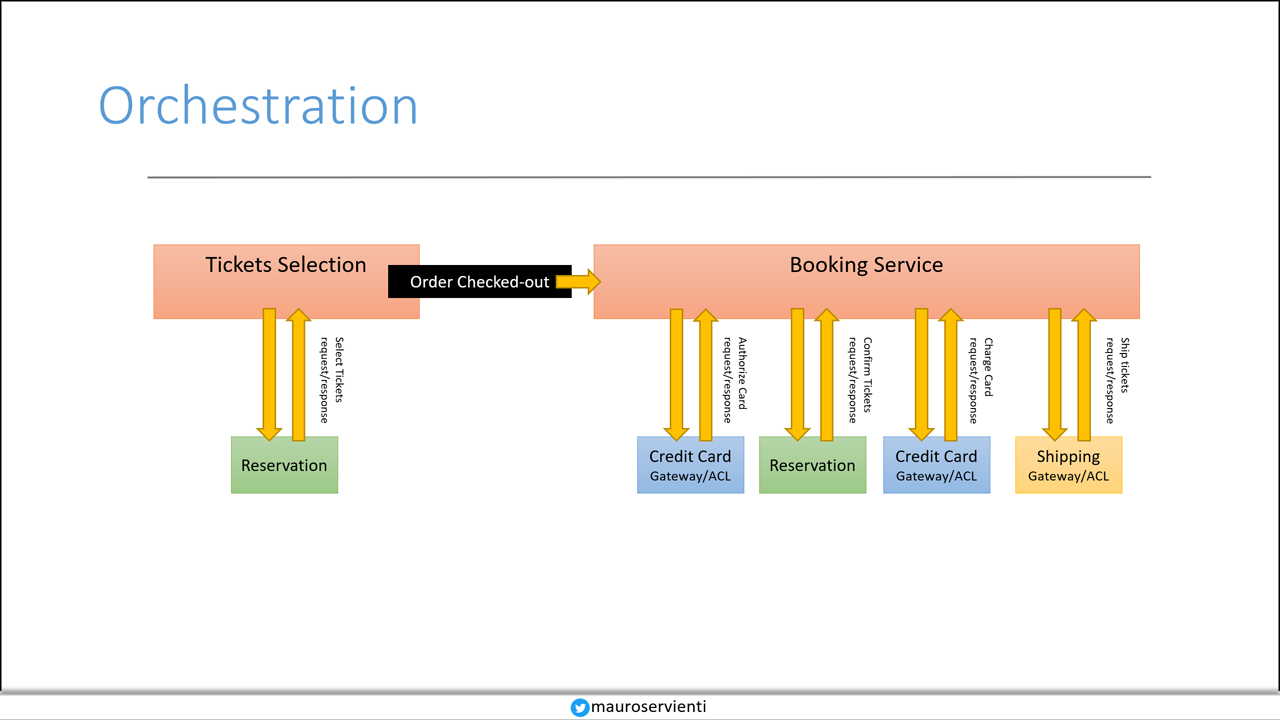 Orchestration
Tickets Selection
Order Checked-out
Booking Service
Select Tickets
request/response
Authorize Card
request/response
Confirm Tickets
request/response
Charge Card
request/response
Ship tickets
request/response
Reservation
Credit Card
Gateway/ACL
Reservation
Credit Card
Gateway/ACL
Shipping
Gateway/ACL
mauroservienti